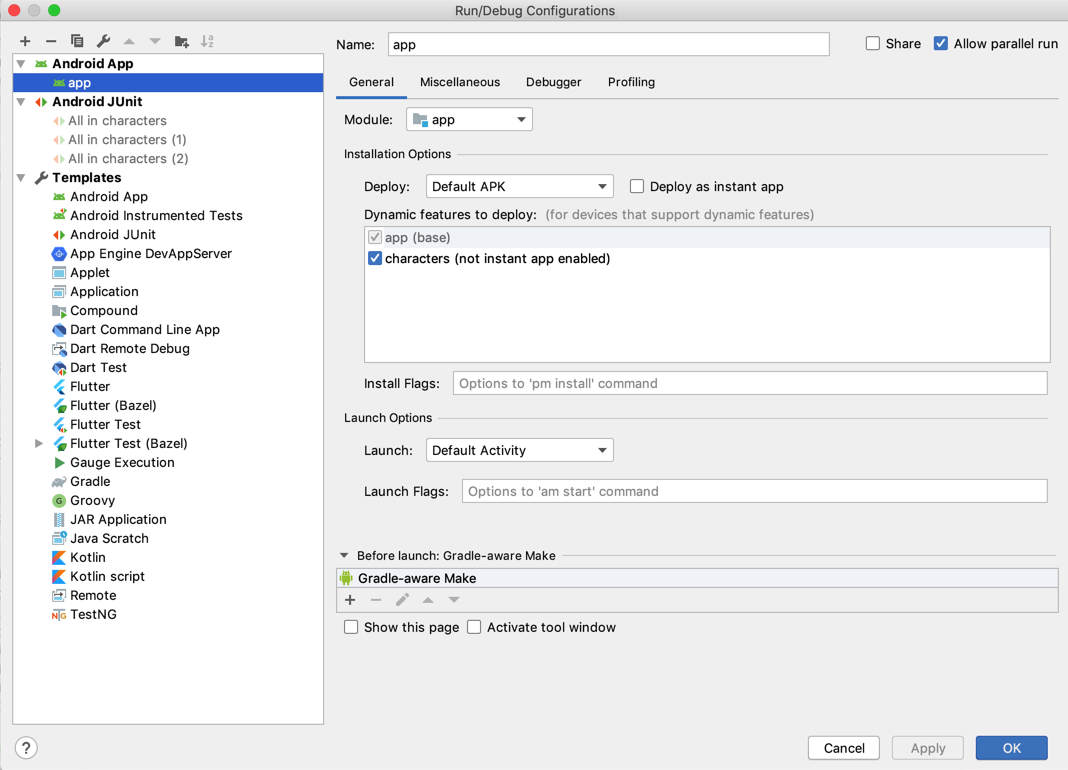 Run/Debug Configurations
Name: app
Share
Allow parallel run
Android App
app
Android JUnit
All in characters
All in characters (1)
All in characters (2)
Templates
Android App
Android Instrumented Tests
Android JUnit
App Engine DevAppServer
Applet
Application
Compound
Dart Command Line App
Dart Remote Debug
Dart Test
Flutter
Flutter (Bazel)
Flutter Test
Flutter Test (Bazel)
Gauge Execution
Gradle
Groovy
JAR Application
Java Scratch
Kotlin
Kotlin script
Remote
TestNG
General Miscellaneous Debugger Profiling
Module: app
Installation Options
Deploy: Default APK Deploy as instant app
Dynamic features to deploy: (for devices that support dynamic features)
app (base)
characters (not instant app enabled)
Install Flags: Options to 'pm install' command
Launch Options
Launch: Default Activity
Launch Flags: Options to 'am start' command
Before launch: Gradle-aware Make
Gradle-aware Make
Show this page Activate tool window
? Cancel Apply OK